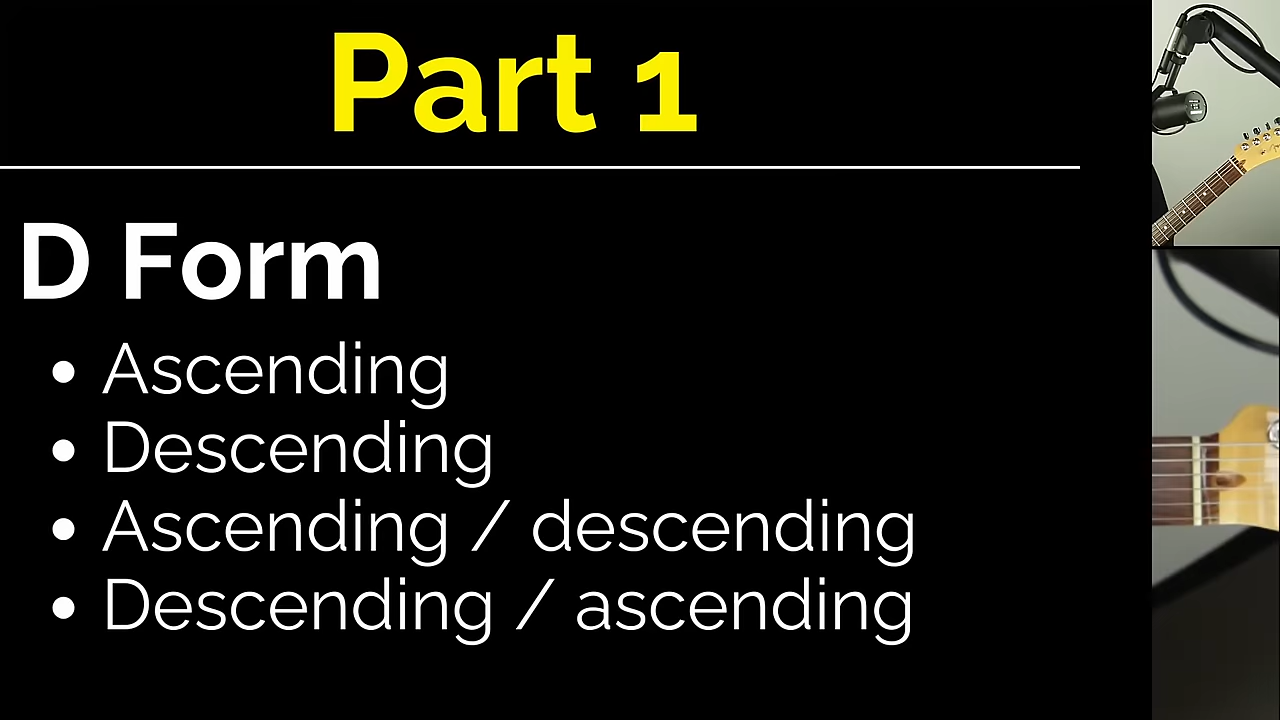 Part 1
D Form
• Ascending
• Descending
• Ascending / descending
• Descending / ascending